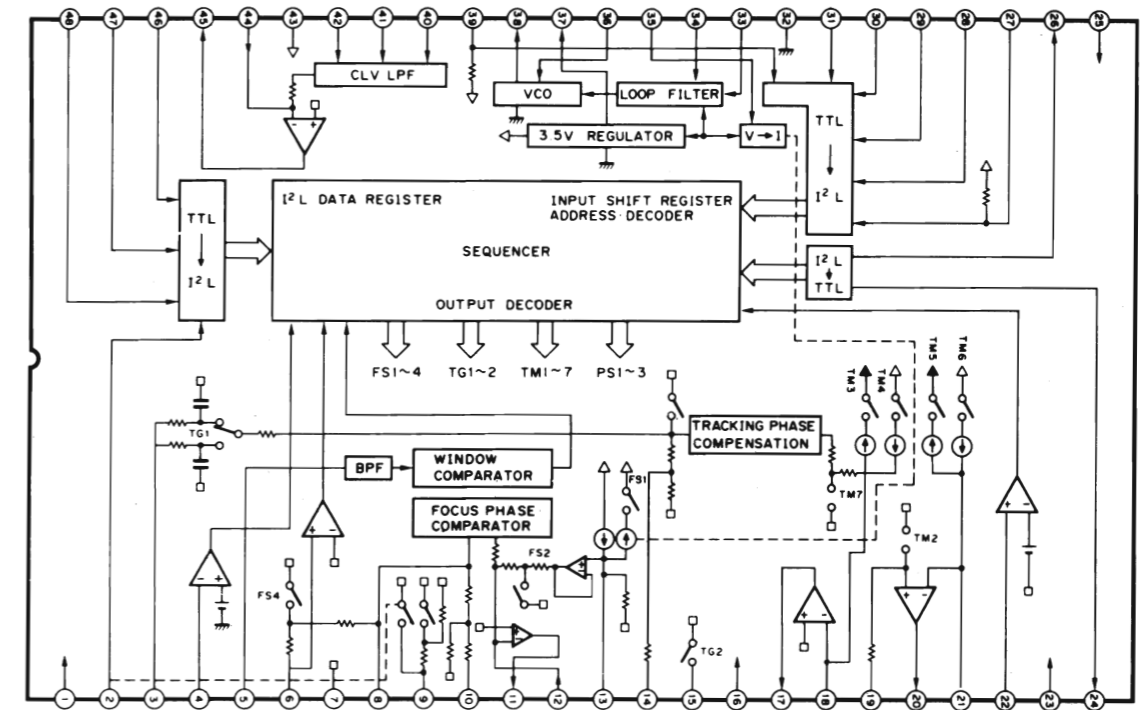 48 47 46 45 44 43 42 41 40 39 38 37 36 35 34 33 32 31 30 29 28 27 26 25
CLV LPF
VCO
LOOP FILTER
3.5V REGULATOR
V→I
TTL
↓
I²L
TTL
↓
I²L
I²L DATA REGISTER
INPUT SHIFT REGISTER
ADDRESS DECODER
SEQUENCER
OUTPUT DECODER
I²L
↓
TTL
FS1~4
TG1~2
TM1~7
PS1~3
TM3
TM4
TM5
TM6
TG1
TRACKING PHASE
COMPENSATION
BPF
WINDOW
COMPARATOR
FS1
TM7
FOCUS PHASE
COMPARATOR
FS2
TM2
FS4
TG2
1 2 3 4 5 6 7 8 9 10 11 12 13 14 15 16 17 18 19 20 21 22 23 24